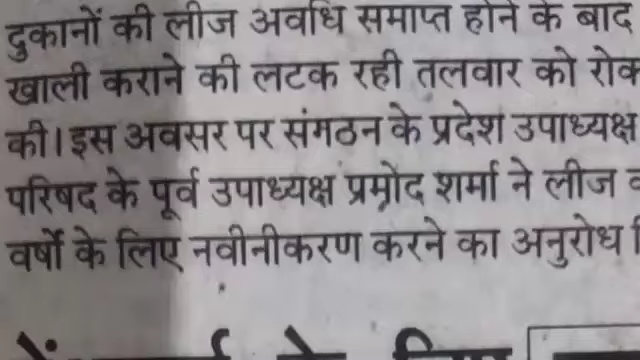 दुकानों की लीज अवधि समाप्त होने के बाद
खाली कराने की लटक रही तलवार को रोक
की। इस अवसर पर संगठन के प्रदेश उपाध्यक्ष
परिषद के पूर्व उपाध्यक्ष प्रमोद शर्मा ने लीज
वर्षों के लिए नवीनीकरण करने का अनुरोध